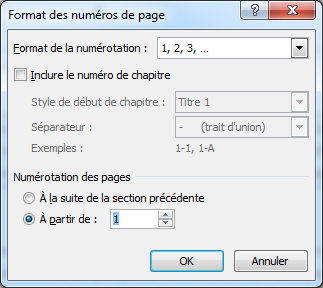 Format des numéros de page
Format de la numérotation : 1, 2, 3, ...
Inclure le numéro de chapitre
Style de début de chapitre : Titre 1
Séparateur : - (trait d'union)
Exemples : 1-1, 1-A
Numérotation des pages
À la suite de la section précédente
À partir de : 1
OK Annuler